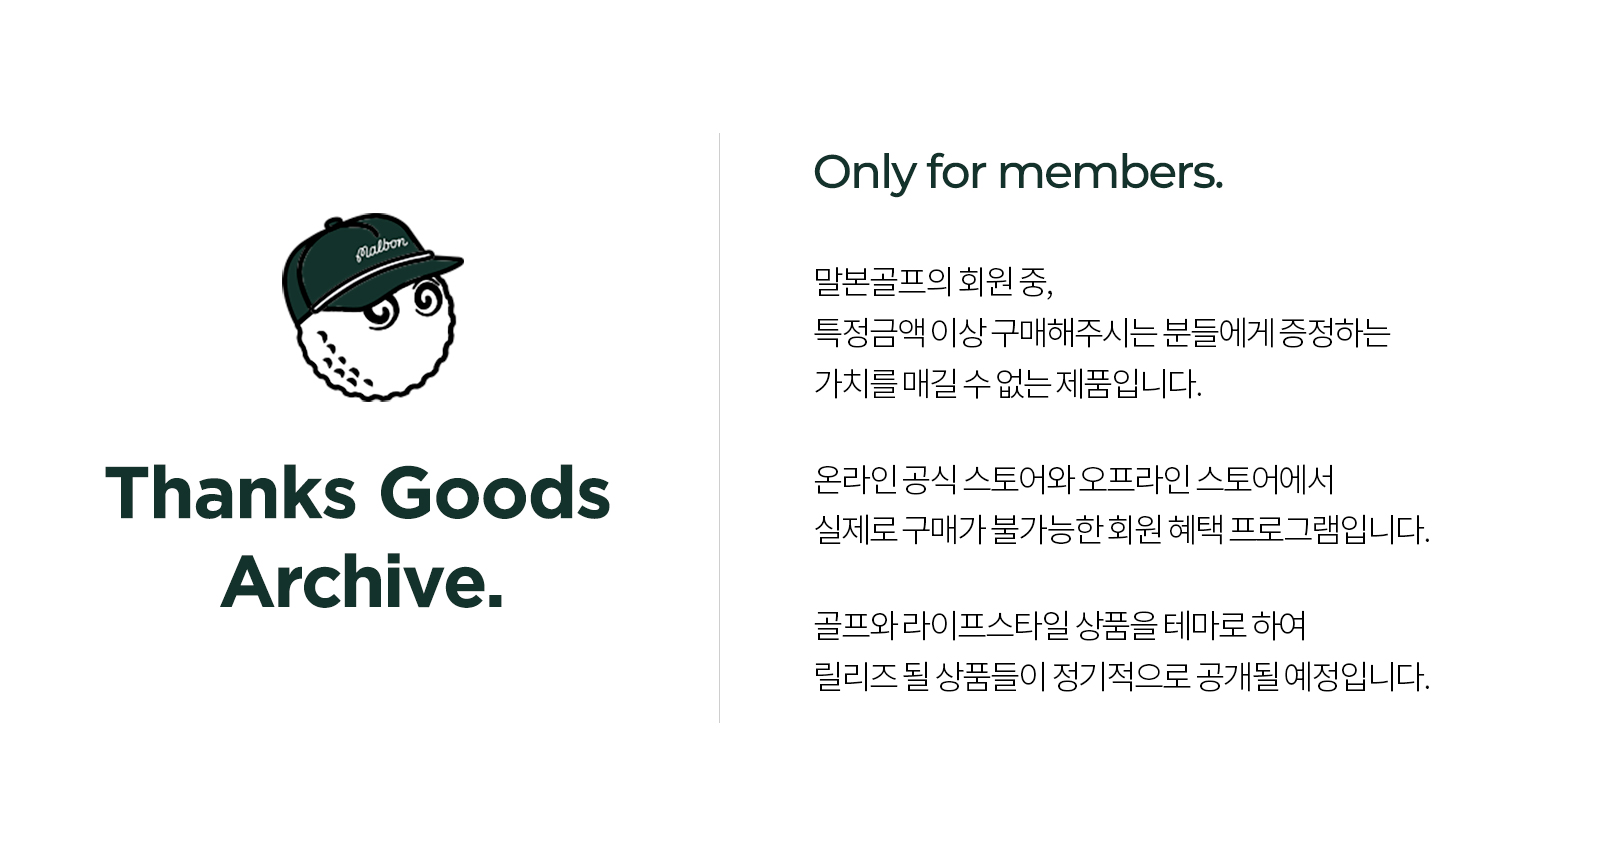 Malbon
Thanks Goods
Archive.
Only for members.
말본골프의 회원 중,
특정금액 이상 구매해주시는 분들에게 증정하는
가치를 매길 수 없는 제품입니다.
온라인 공식 스토어와 오프라인 스토어에서
실제로 구매가 불가능한 회원 혜택 프로그램입니다.
골프와 라이프스타일 상품을 테마로 하여
릴리즈 될 상품들이 정기적으로 공개될 예정입니다.